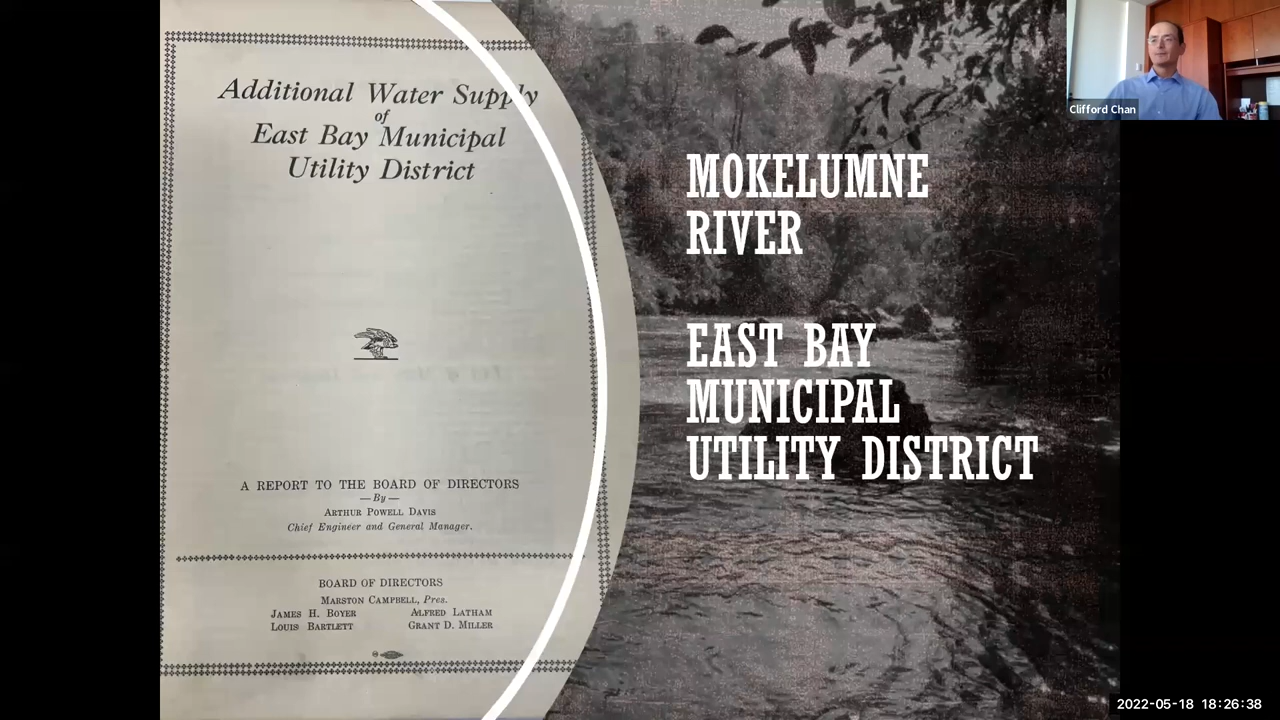 Additional Water Supply
of
East Bay Municipal
Utility District
A REPORT TO THE BOARD OF DIRECTORS
— By —
ARTHUR POWELL DAVIS
Chief Engineer and General Manager.
BOARD OF DIRECTORS
MARSTON CAMPBELL, Pres.
JAMES H. BOYER ALFRED LATHAM
LOUIS BARTLETT GRANT D. MILLER
MOKELUMNE
RIVER
EAST BAY
MUNICIPAL
UTILITY DISTRICT
Clifford Chan
2022-05-18 18:26:38